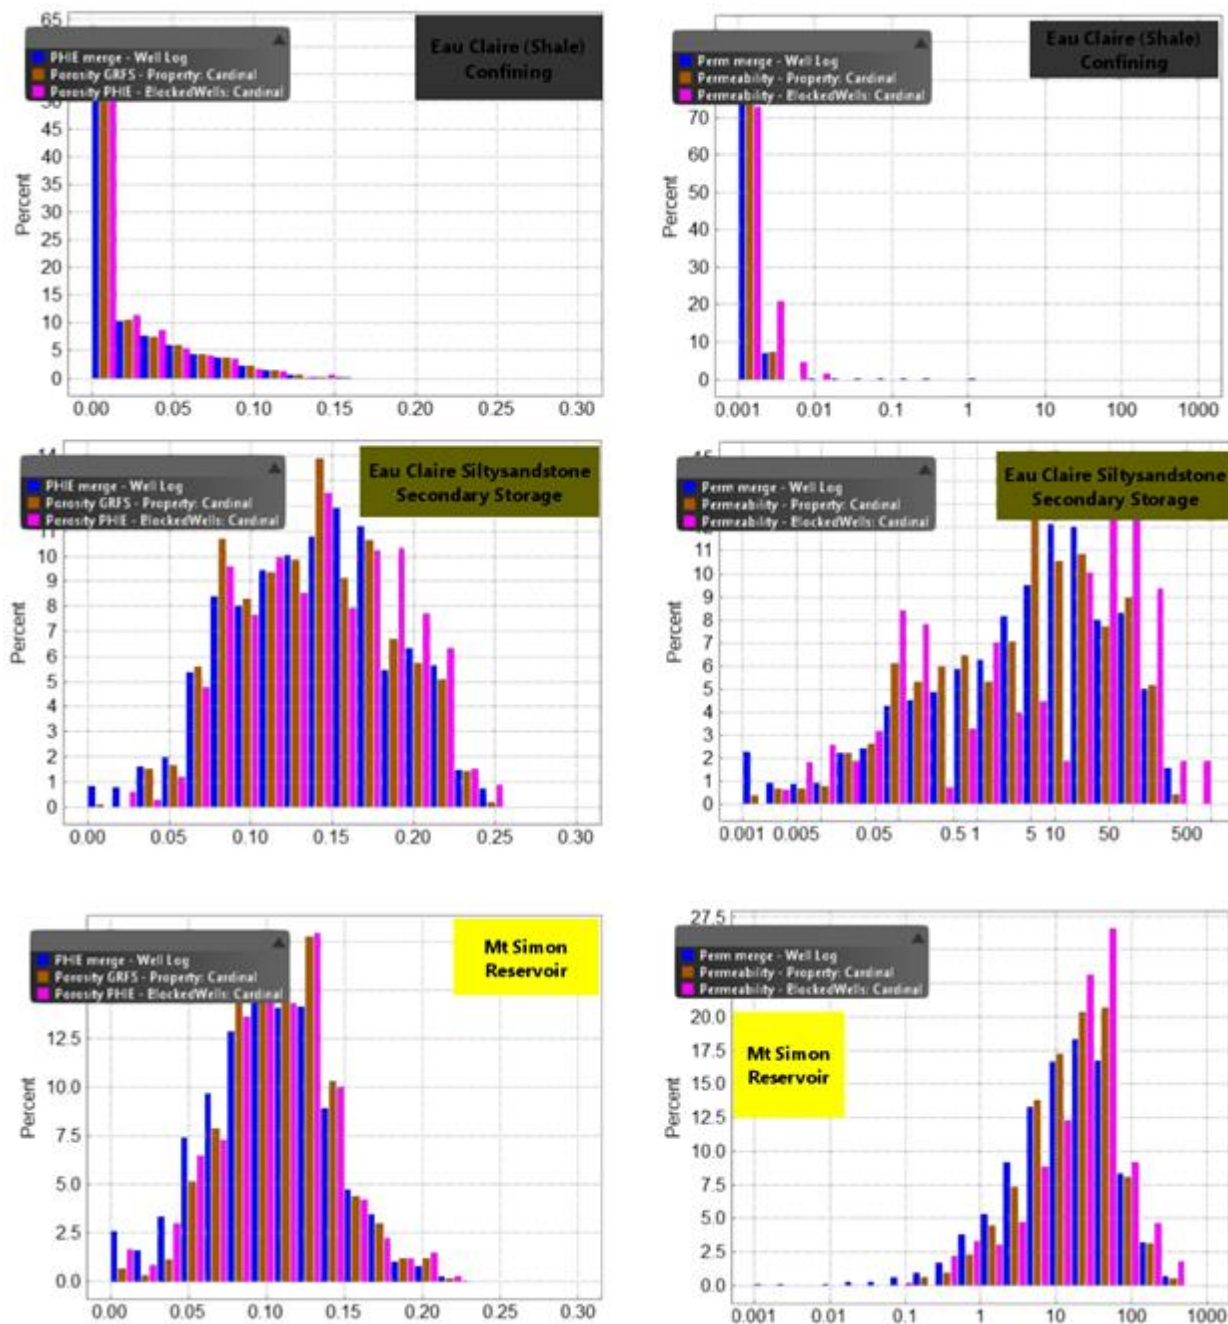 65
PHIE merge - Well Log
Porosity GRFS - Property: Cardinal
Porosity PHIE - BlockedWells: Cardinal
Eau Claire (Shale)
Confining
50
45
40
35
30
25
20
15
10
5
0
Percent
0.00 0.05 0.10 0.15 0.20 0.25 0.30
Perm merge - Well Log
Permeability - Property: Cardinal
Permeability - BlockedWells: Cardinal
Eau Claire (Shale)
Confining
70
60
50
40
30
20
10
0
Percent
0.001 0.01 0.1 1 10 100 1000
14
PHIE merge - Well Log
Porosity GRFS - Property: Cardinal
Porosity PHIE - BlockedWells: Cardinal
Eau Claire Siltysandstone
Secondary Storage
11
10
9
8
7
6
5
4
3
2
1
0
Percent
0.00 0.05 0.10 0.15 0.20 0.25 0.30
Perm merge - Well Log
Permeability - Property: Cardinal
Permeability - BlockedWells: Cardinal
Eau Claire Siltysandstone
Secondary Storage
11
10
9
8
7
6
5
4
3
2
1
0
Percent
0.001 0.005 0.05 0.5 1 5 10 50 500
PHIE merge - Well Log
Porosity GRFS - Property: Cardinal
Porosity PHIE - BlockedWells: Cardinal
Mt Simon
Reservoir
12.5
10.0
7.5
5.0
2.5
0.0
Percent
0.00 0.05 0.10 0.15 0.20 0.25 0.30
27.5
Perm merge - Well Log
Permeability - Property: Cardinal
Permeability - BlockedWells: Cardinal
Mt Simon
Reservoir
20.0
17.5
15.0
12.5
10.0
7.5
5.0
2.5
0.0
Percent
0.001 0.01 0.1 1 10 100 1000